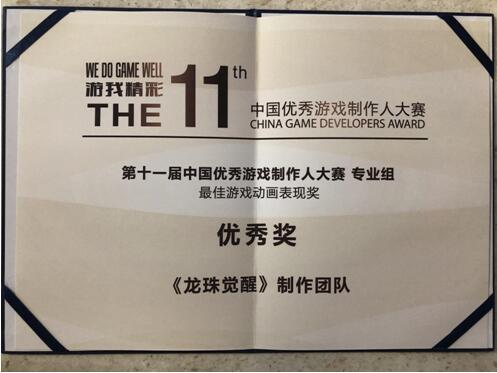 WE DO GAME WELL
游我精彩
THE 11th
中国优秀游戏制作人大赛
CHINA GAME DEVELOPERS AWARD
第十一届中国优秀游戏制作人大赛 专业组
最佳游戏动画表现奖
优秀奖
《龙珠觉醒》制作团队